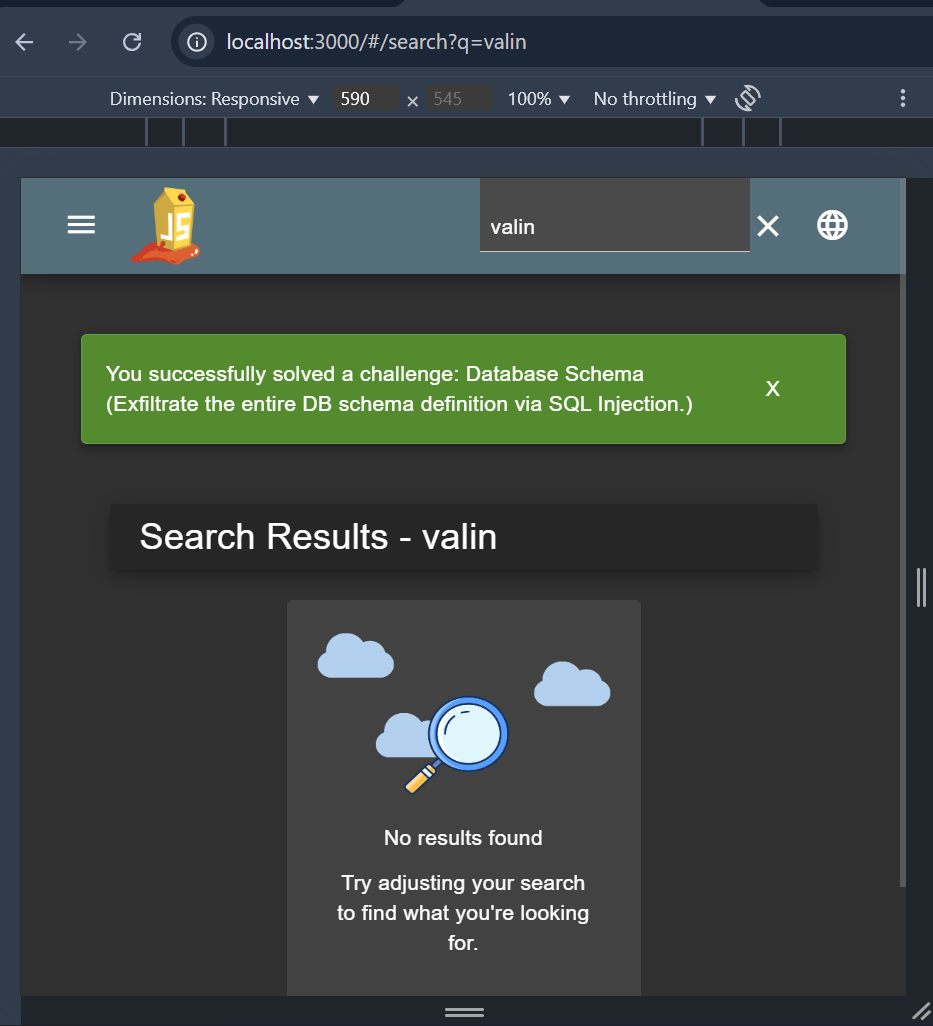 localhost:3000/#/search?q=valin
Dimensions: Responsive ▼ 590 × 545 100% ▼ No throttling ▼
JS
valin
You successfully solved a challenge: Database Schema
(Exfiltrate the entire DB schema definition via SQL Injection.)
X
Search Results - valin
No results found
Try adjusting your search
to find what you're looking
for.